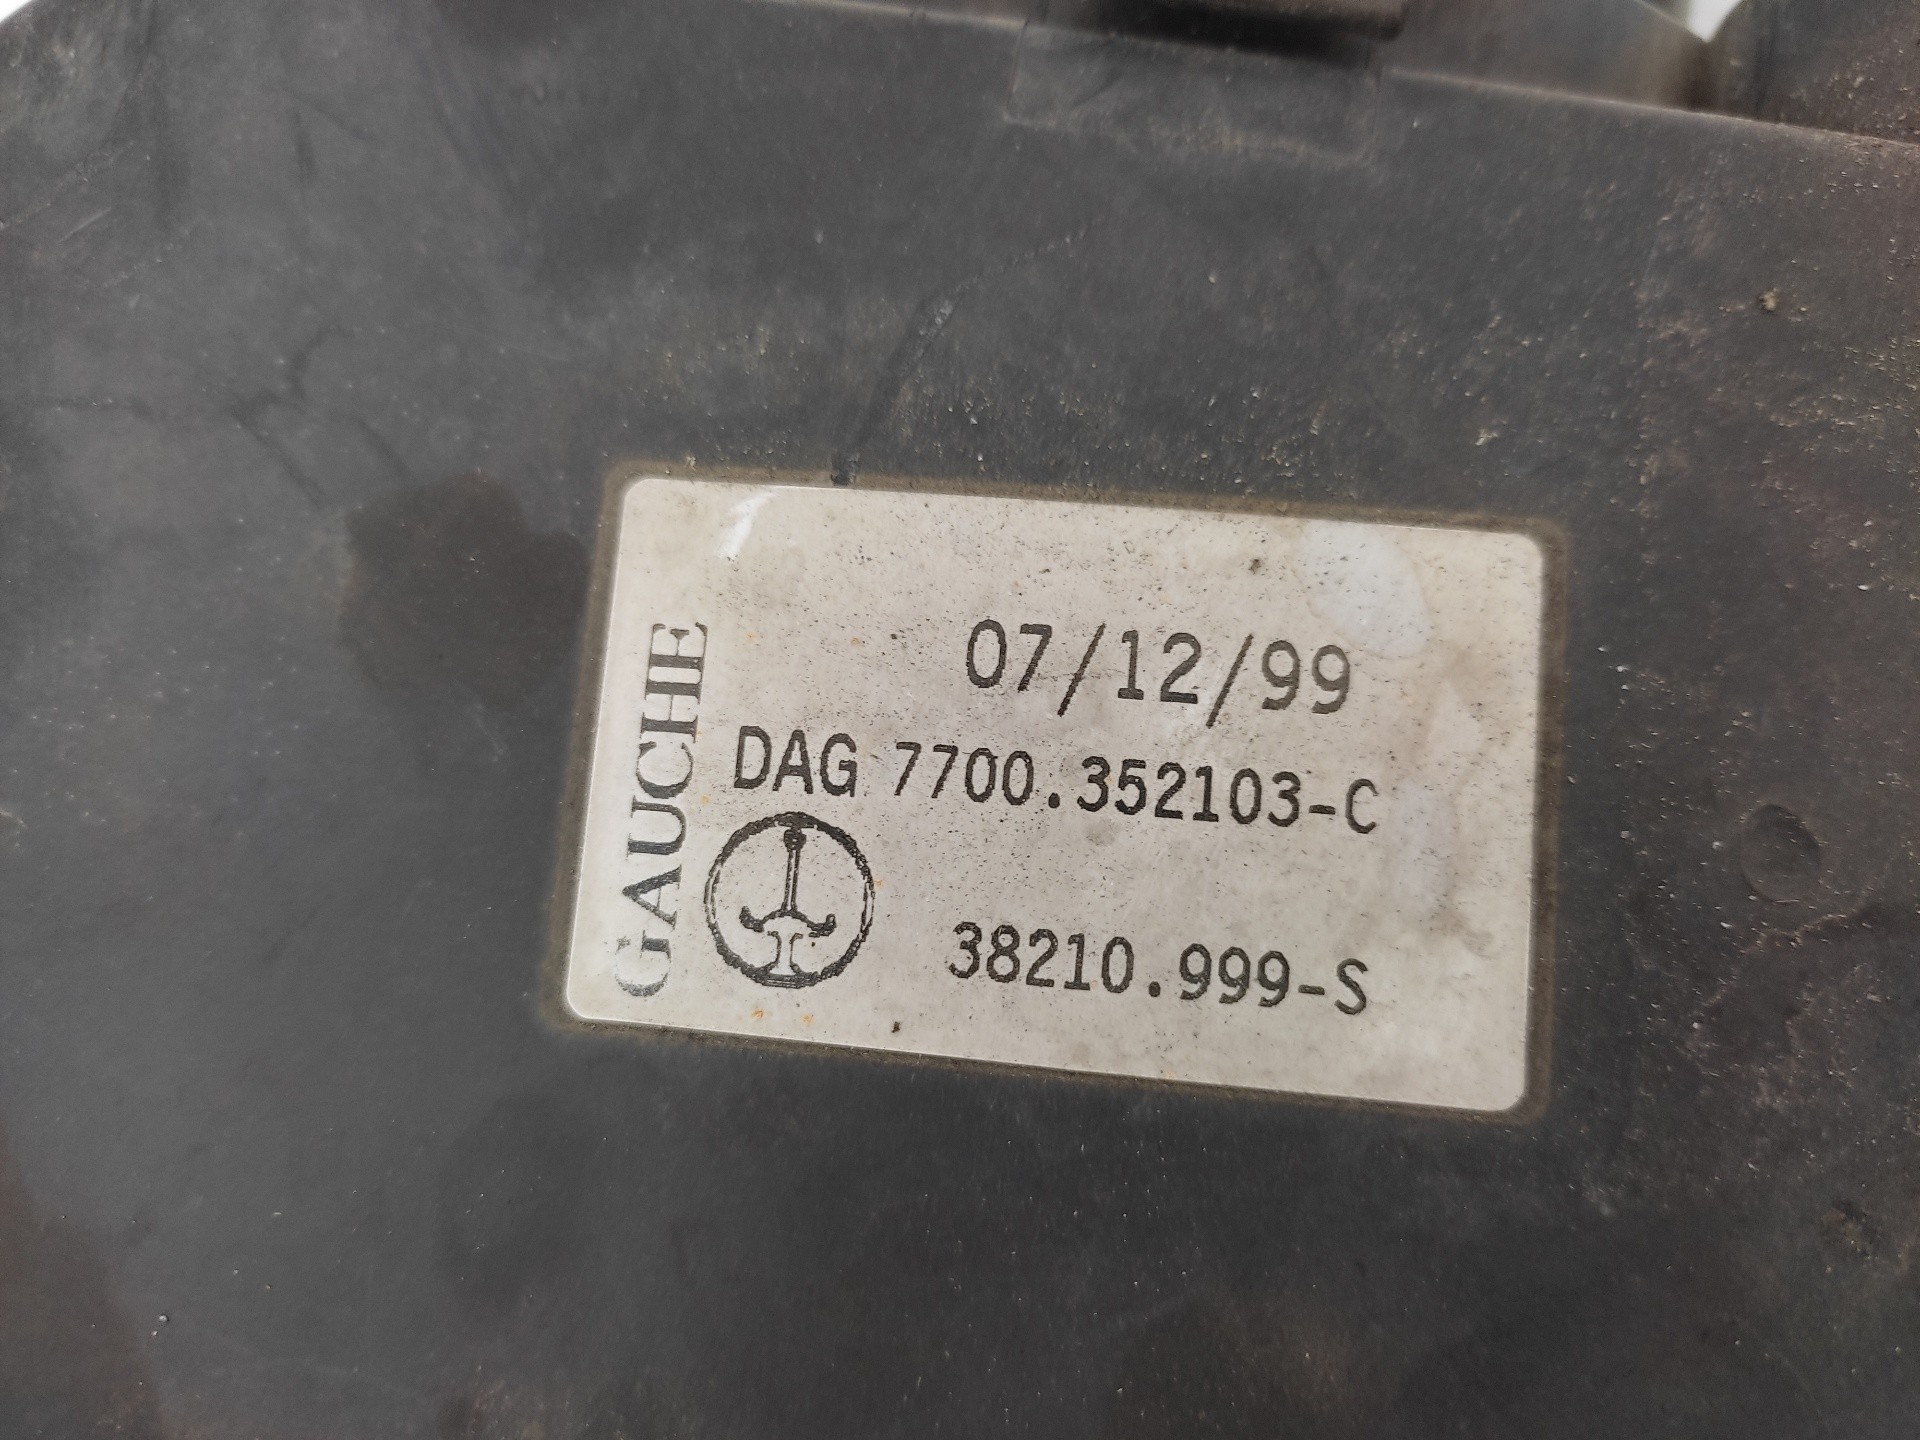 GAUCHE
07/12/99
DAG 7700.352103-C
38210.999-S